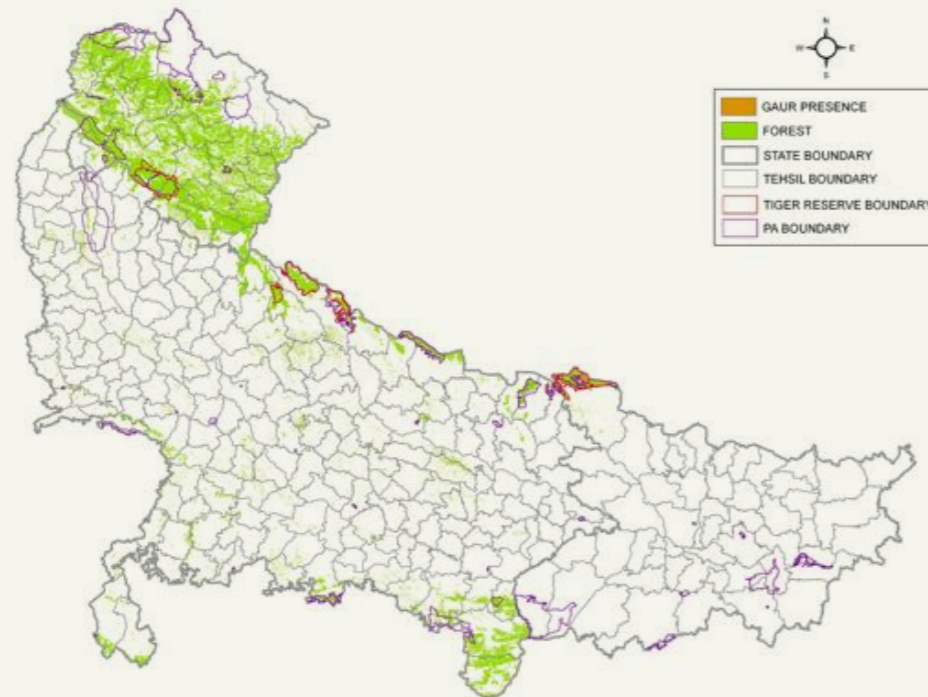 N
W E
S
GAUR PRESENCE
FOREST
STATE BOUNDARY
TEHSIL BOUNDARY
TIGER RESERVE BOUNDARY
PA BOUNDARY